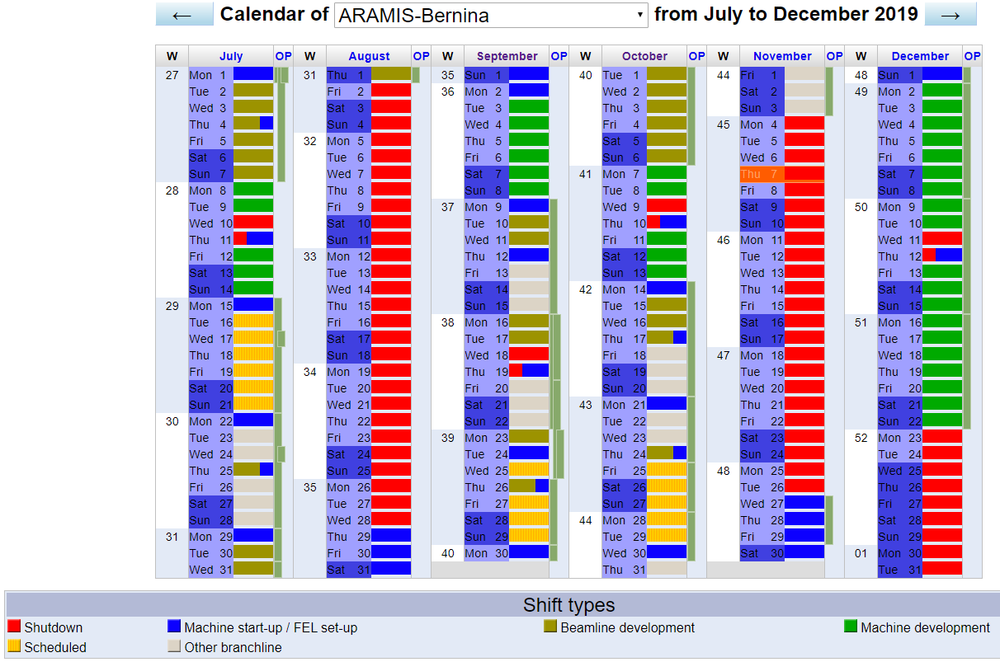 ← Calendar of ARAMIS-Bernina from July to December 2019 →
W July OP W August OP W September OP W October OP W November OP W December OP
27 Mon 1 31 Thu 1 35 Sun 1 40 Tue 1 44 Fri 1 48 Sun 1
Tue 2 Fri 2 36 Mon 2 Wed 2 Sat 2 49 Mon 2
Wed 3 Sat 3 Tue 3 Thu 3 Sun 3 Tue 3
Thu 4 Sun 4 Wed 4 Fri 4 45 Mon 4 Wed 4
Fri 5 32 Mon 5 Thu 5 Sat 5 Tue 5 Thu 5
Sat 6 Tue 6 Fri 6 Sun 6 Wed 6 Fri 6
Sun 7 Wed 7 Sat 7 41 Mon 7 Thu 7 Sat 7
28 Mon 8 Thu 8 Sun 8 Tue 8 Fri 8 Sun 8
Tue 9 Fri 9 37 Mon 9 Wed 9 Sat 9 50 Mon 9
Wed 10 Sat 10 Tue 10 Thu 10 Sun 10 Tue 10
Thu 11 Sun 11 Wed 11 Fri 11 46 Mon 11 Wed 11
Fri 12 33 Mon 12 Thu 12 Sat 12 Tue 12 Thu 12
Sat 13 Tue 13 Fri 13 Sun 13 Wed 13 Fri 13
Sun 14 Wed 14 Sat 14 42 Mon 14 Thu 14 Sat 14
29 Mon 15 Thu 15 Sun 15 Tue 15 Fri 15 Sun 15
Tue 16 Fri 16 38 Mon 16 Wed 16 Sat 16 51 Mon 16
Wed 17 Sat 17 Tue 17 Thu 17 Sun 17 Tue 17
Thu 18 Sun 18 Wed 18 Fri 18 47 Mon 18 Wed 18
Fri 19 34 Mon 19 Thu 19 Sat 19 Tue 19 Thu 19
Sat 20 Tue 20 Fri 20 Sun 20 Wed 20 Fri 20
Sun 21 Wed 21 Sat 21 43 Mon 21 Thu 21 Sat 21
30 Mon 22 Thu 22 Sun 22 Tue 22 Fri 22 Sun 22
Tue 23 Fri 23 39 Mon 23 Wed 23 Sat 23 52 Mon 23
Wed 24 Sat 24 Tue 24 Thu 24 Sun 24 Tue 24
Thu 25 Sun 25 Wed 25 Fri 25 48 Mon 25 Wed 25
Fri 26 35 Mon 26 Thu 26 Sat 26 Tue 26 Thu 26
Sat 27 Tue 27 Fri 27 Sun 27 Wed 27 Fri 27
Sun 28 Wed 28 Sat 28 44 Mon 28 Thu 28 Sat 28
31 Mon 29 Thu 29 Sun 29 Tue 29 Fri 29 Sun 29
Tue 30 Fri 30 40 Mon 30 Wed 30 Sat 30 01 Mon 30
Wed 31 Sat 31 Thu 31 Tue 31
Shift types
Shutdown Machine start-up / FEL set-up Beamline development Machine development
Scheduled Other branchline